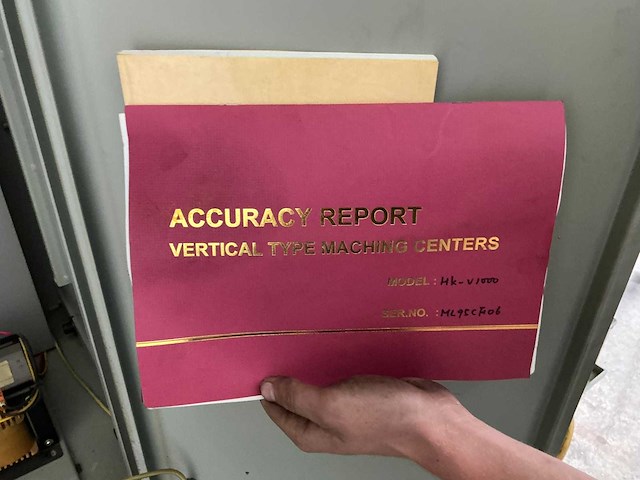 ACCURACY REPORT
VERTICAL TYPE MACHING CENTERS
MODEL : HK-V1000
SER.NO. :